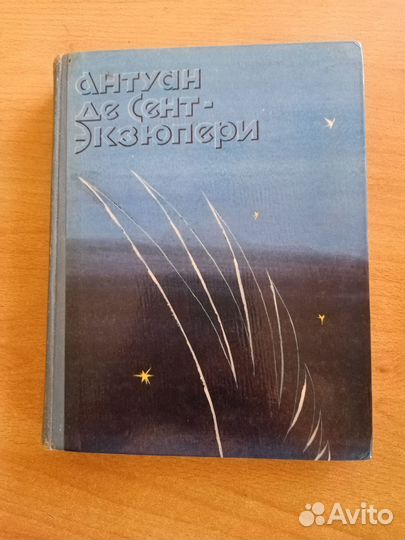 Антуан
де Сент-
Экзюпери
Avito